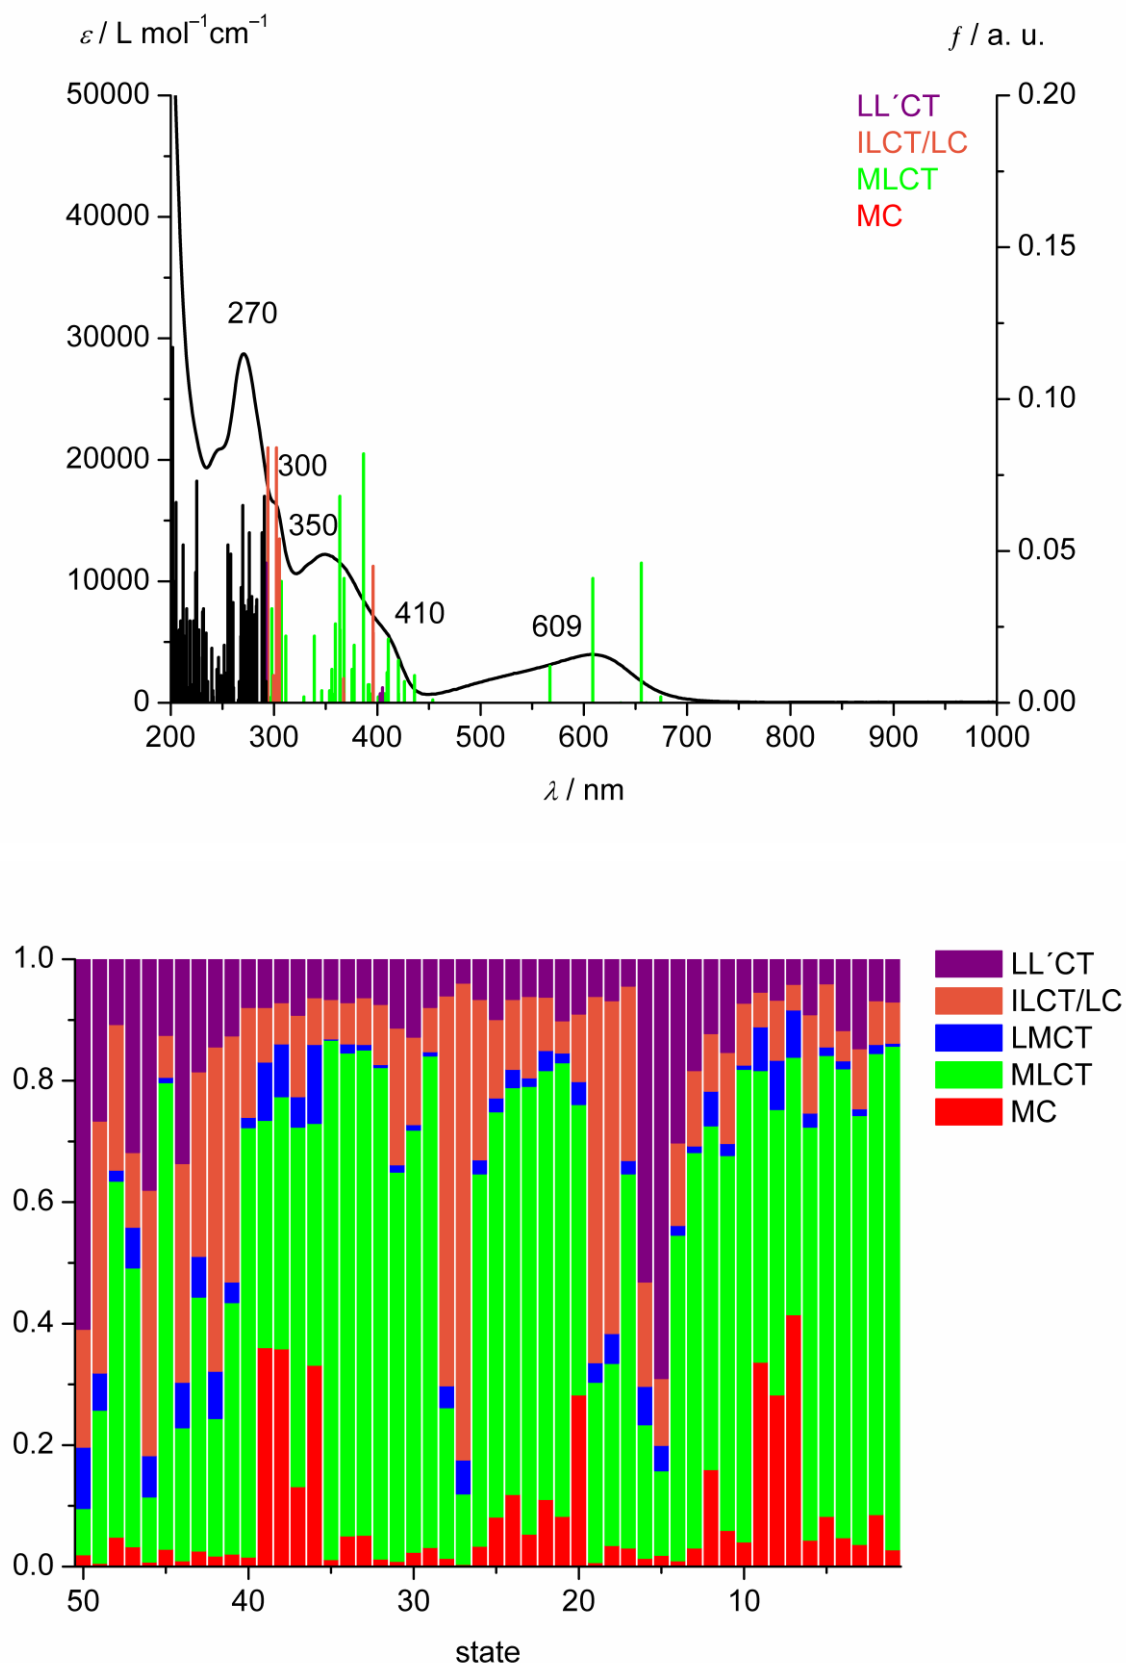 ε / L mol⁻¹cm⁻¹ f / a. u.
50000 0.20
LL´CT
ILCT/LC
MLCT
MC
40000
0.15
270
30000
0.10
20000 300
350
0.05
10000
410
609
0 0.00
200 300 400 500 600 700 800 900 1000
λ / nm
1.0 LL´CT
ILCT/LC
LMCT
0.8 MLCT
MC
0.6
0.4
0.2
0.0
50 40 30 20 10
state